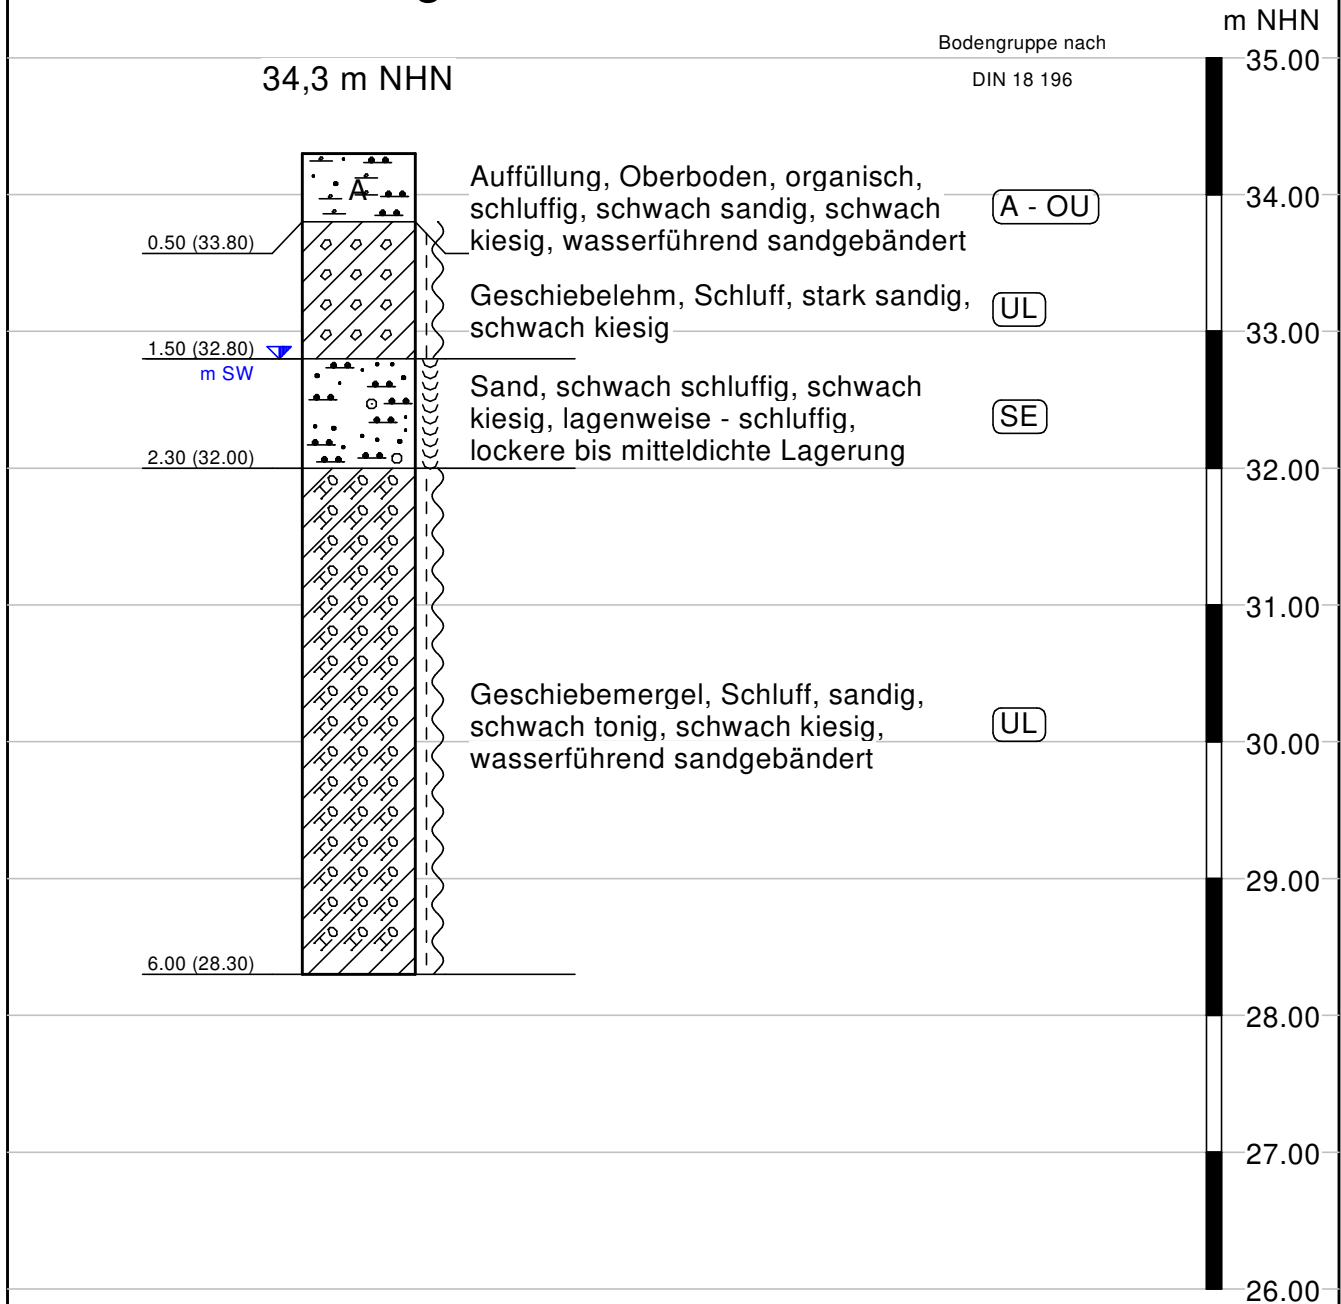 m NHN
Bodengruppe nach
DIN 18 196
34,3 m NHN
35.00
A
Auffüllung, Oberboden, organisch,
schluffig, schwach sandig, schwach
kiesig, wasserführend sandgebändert
A - OU
34.00
0.50 (33.80)
Geschiebelehm, Schluff, stark sandig,
schwach kiesig
UL
33.00
1.50 (32.80)
m SW
Sand, schwach schluffig, schwach
kiesig, lagenweise - schluffig,
lockere bis mitteldichte Lagerung
SE
2.30 (32.00)
32.00
31.00
Geschiebemergel, Schluff, sandig,
schwach tonig, schwach kiesig,
wasserführend sandgebändert
UL
30.00
29.00
6.00 (28.30)
28.00
27.00
26.00